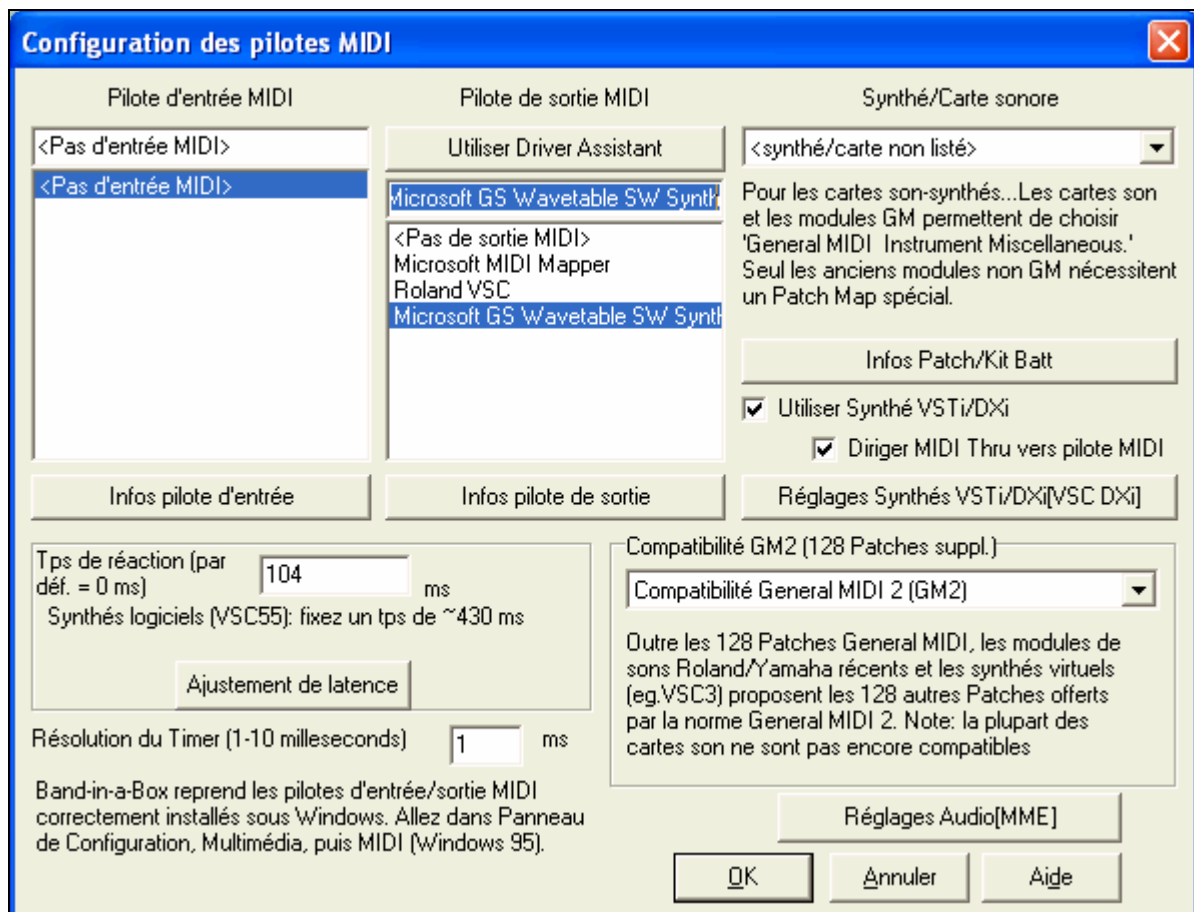 Configuration des pilotes MIDI
Pilote d'entrée MIDI
<Pas d'entrée MIDI>
<Pas d'entrée MIDI>
Infos pilote d'entrée
Pilote de sortie MIDI
Utiliser Driver Assistant
Microsoft GS Wavetable SW Synth
<Pas de sortie MIDI>
Microsoft MIDI Mapper
Roland VSC
Microsoft GS Wavetable SW Synth
Infos pilote de sortie
Synthé/Carte sonore
<synthé/carte non listé>
Pour les cartes son-synthés...Les cartes son
et les modules GM permettent de choisir
'General MIDI  Instrument Miscellaneous.'
Seul les anciens modules non GM nécessitent
un Patch Map spécial.
Infos Patch/Kit Batt
Utiliser Synthé VSTi/DXi
Diriger MIDI Thru vers pilote MIDI
Réglages Synthés VSTi/DXi[VSC DXi]
Tps de réaction (par
déf. = 0 ms)
104
ms
Synthés logiciels (VSC55): fixez un tps de ~430 ms
Ajustement de latence
Résolution du Timer (1-10 milleseconds)
1
ms
Band-in-a-Box reprend les pilotes d'entrée/sortie MIDI
correctement installés sous Windows. Allez dans Panneau
de Configuration, Multimédia, puis MIDI (Windows 95).
Compatibilité GM2 (128 Patches suppl.)
Compatibilité General MIDI 2 (GM2)
Outre les 128 Patches General MIDI, les modules de
sons Roland/Yamaha récents et les synthés virtuels
(eg.VSC3) proposent les 128 autres Patches offerts
par la norme General MIDI 2. Note: la plupart des
cartes son ne sont pas encore compatibles
Réglages Audio[MME]
OK
Annuler
Aide